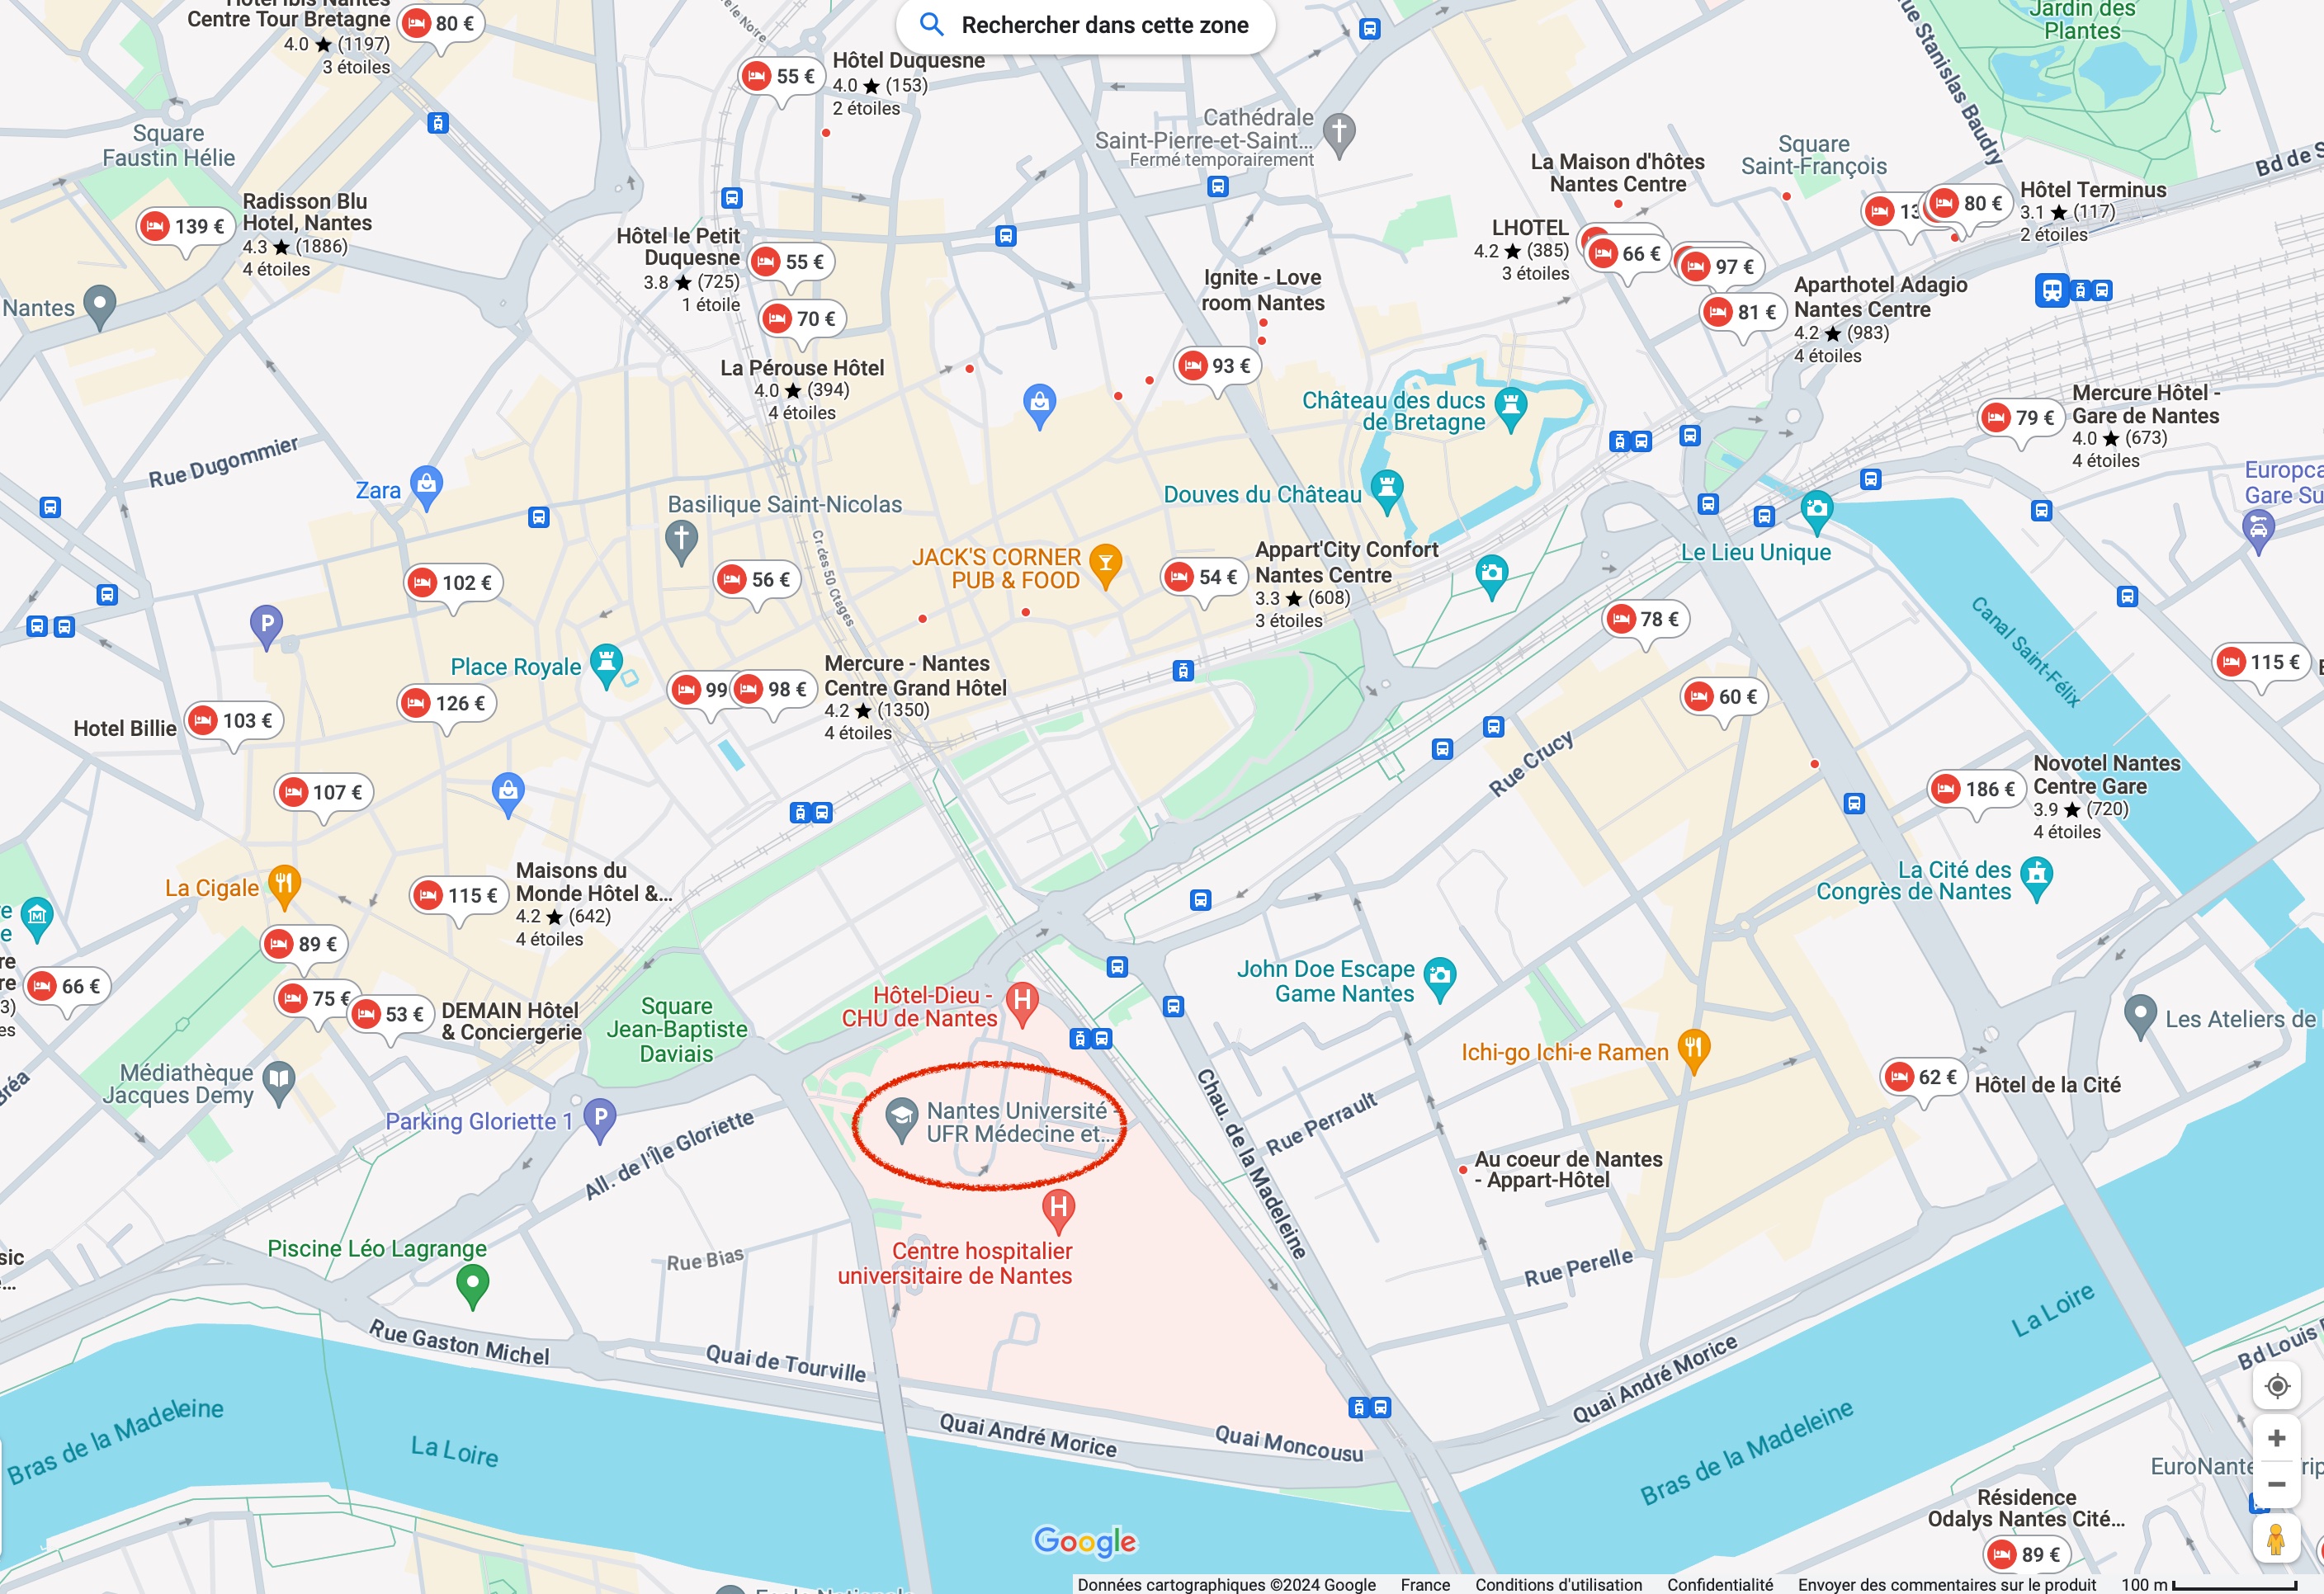 Hôtel ibis Nantes
Centre Tour Bretagne
4.0 ★ (1197)
3 étoiles
80 €
Rechercher dans cette zone
Jardin des
Plantes
Rue Stanislas Baudry
55 €
Hôtel Duquesne
4.0 ★ (153)
2 étoiles
Square
Faustin Hélie
Cathédrale
Saint-Pierre-et-Saint...
Fermé temporairement
Square
Saint-François
La Maison d'hôtes
Nantes Centre
80 €
Hôtel Terminus
3.1 ★ (117)
2 étoiles
139 €
Radisson Blu
Hotel, Nantes
4.3 ★ (1886)
4 étoiles
Hôtel le Petit
Duquesne
3.8 ★ (725)
1 étoile
55 €
70 €
La Pérouse Hôtel
4.0 ★ (394)
4 étoiles
LHOTEL
4.2 ★ (385)
3 étoiles
66 €
97 €
81 €
Aparthotel Adagio
Nantes Centre
4.2 ★ (983)
4 étoiles
Ignite - Love
room Nantes
93 €
Nantes
Château des ducs
de Bretagne
Douves du Château
79 €
Mercure Hôtel -
Gare de Nantes
4.0 ★ (673)
4 étoiles
Rue Dugommier
Zara
Basilique Saint-Nicolas
Cr des 50 Otages
JACK'S CORNER
PUB & FOOD
54 €
Appart'City Confort
Nantes Centre
3.3 ★ (608)
3 étoiles
Le Lieu Unique
Canal Saint-Félix
102 €
56 €
P
78 €
60 €
115 €
Place Royale
99
98 €
Mercure - Nantes
Centre Grand Hôtel
4.2 ★ (1350)
4 étoiles
Hotel Billie
103 €
126 €
107 €
Rue Crucy
186 €
Novotel Nantes
Centre Gare
3.9 ★ (720)
4 étoiles
La Cité des
Congrès de Nantes
La Cigale
115 €
Maisons du
Monde Hôtel &...
4.2 ★ (642)
4 étoiles
89 €
66 €
75 €
53 €
DEMAIN Hôtel
& Conciergerie
Square
Jean-Baptiste
Daviais
Hôtel-Dieu -
CHU de Nantes
H
John Doe Escape
Game Nantes
Les Ateliers de
Ichi-go Ichi-e Ramen
62 €
Hôtel de la Cité
Médiathèque
Jacques Demy
Parking Gloriette 1
P
All. de l'Île Gloriette
Nantes Université -
UFR Médecine et...
Chau. de la Madeleine
Rue Perrault
Au coeur de Nantes
- Appart-Hôtel
H
Centre hospitalier
universitaire de Nantes
Rue Bias
Rue Perelle
Piscine Léo Lagrange
Rue Gaston Michel
Quai de Tourville
Quai André Morice
Quai Moncousu
Quai André Morice
La Loire
Bras de la Madeleine
La Loire
Bras de la Madeleine
Résidence
Odalys Nantes Cité...
89 €
Google
Données cartographiques ©2024 Google France Conditions d'utilisation Confidentialité Envoyer des commentaires sur le produit 100 m